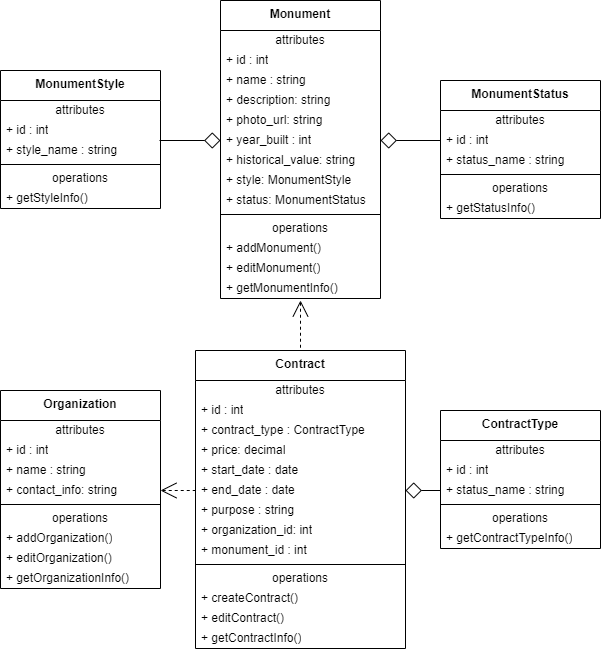 Monument
attributes
+ id : int
+ name : string
+ description: string
+ photo_url: string
+ year_built : int
+ historical_value: string
+ style: MonumentStyle
+ status: MonumentStatus
operations
+ addMonument()
+ editMonument()
+ getMonumentInfo()
MonumentStyle
attributes
+ id : int
+ style_name : string
operations
+ getStyleInfo()
MonumentStatus
attributes
+ id : int
+ status_name : string
operations
+ getStatusInfo()
Contract
attributes
+ id : int
+ contract_type : ContractType
+ price: decimal
+ start_date : date
+ end_date : date
+ purpose : string
+ organization_id: int
+ monument_id : int
operations
+ createContract()
+ editContract()
+ getContractInfo()
Organization
attributes
+ id : int
+ name : string
+ contact_info: string
operations
+ addOrganization()
+ editOrganization()
+ getOrganizationInfo()
ContractType
attributes
+ id : int
+ status_name : string
operations
+ getContractTypeInfo()